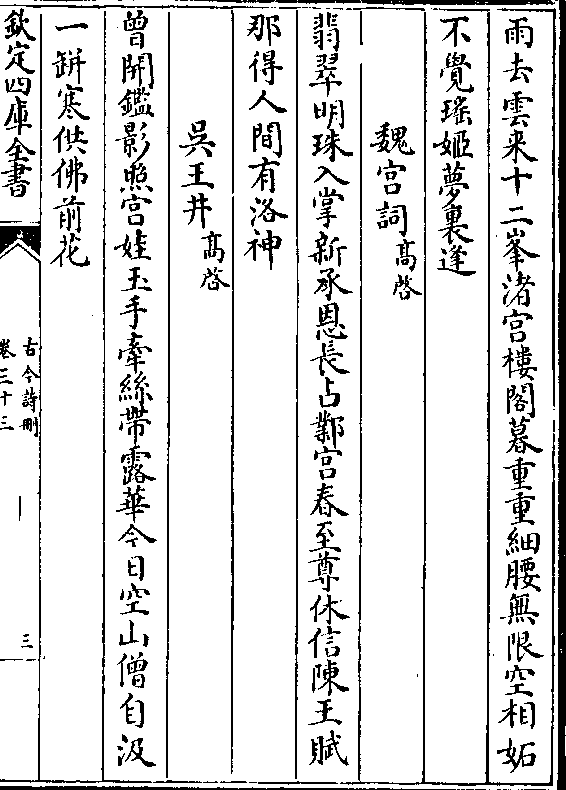 雨去雲来十二峯渚宫樓閣暮重重細腰無限空相妬
不覺瑤姬夢裏逢
魏宫詞高啓
翡翠明珠入掌新承恩長占鄴宫春至尊休信陳王賦
那得人間有洛神
吳王井高啓
曾開鑑影照宫娃玉手牽絲帶露華今日空山僧自汲
一缾寒供佛前花
欽定四庫全書
古今詩刪
卷三十三
三